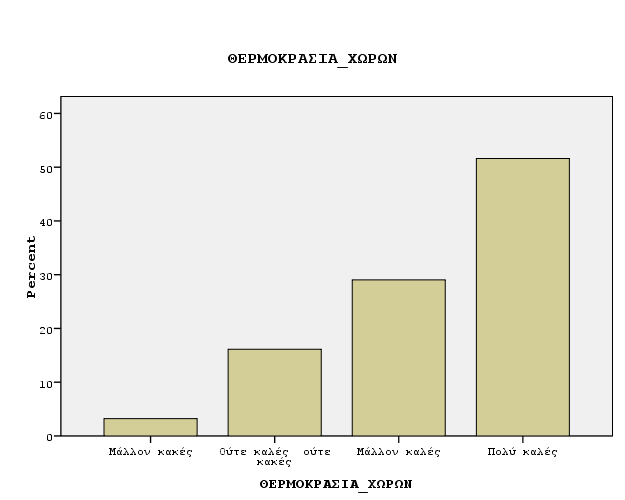 ΘΕΡΜΟΚΡΑΣΙΑ_ΧΩΡΩΝ
60
50
40
30
20
10
0
Percent
Μάλλον κακές
Ούτε καλές ούτε
κακές
Μάλλον καλές
Πολύ καλές
ΘΕΡΜΟΚΡΑΣΙΑ_ΧΩΡΩΝ